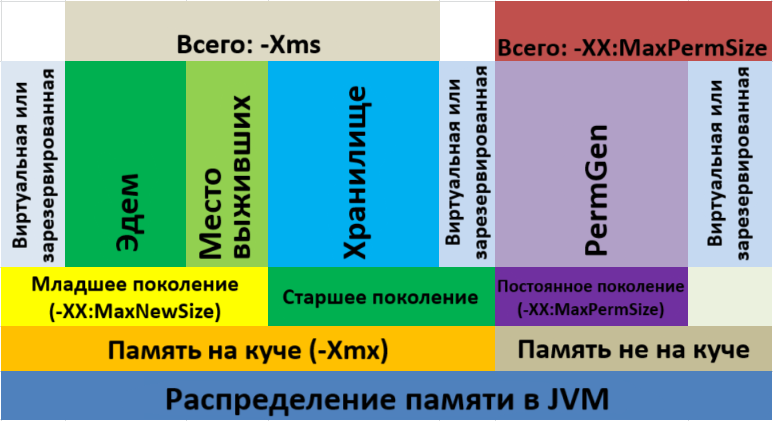 Всего: -Xms
Всего: -XX:MaxPermSize
Виртуальная или
зарезервированная
Эдем
Место
выживших
Хранилище
Виртуальная или
зарезервированная
PermGen
Виртуальная или
зарезервированная
Младшее поколение
(-XX:MaxNewSize)
Старшее поколение
Постоянное поколение
(-XX:MaxPermSize)
Память на куче (-Xmx)
Память не на куче
Распределение памяти в JVM